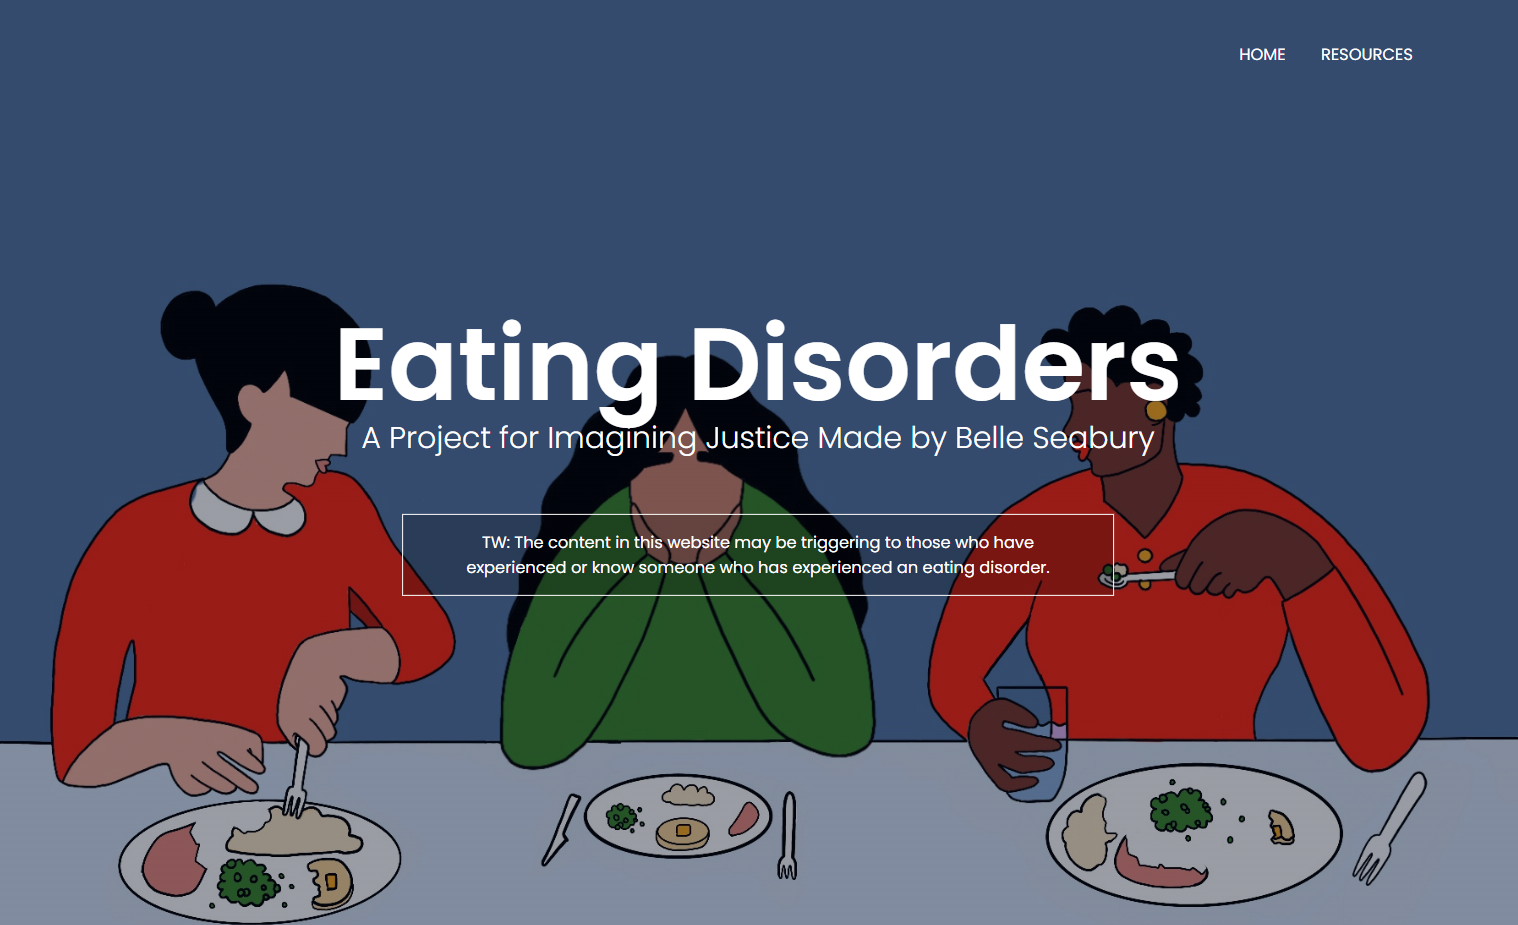 HOME RESOURCES
Eating Disorders
A Project for Imagining Justice Made by Belle Seabury
TW: The content in this website may be triggering to those who have
experienced or know someone who has experienced an eating disorder.